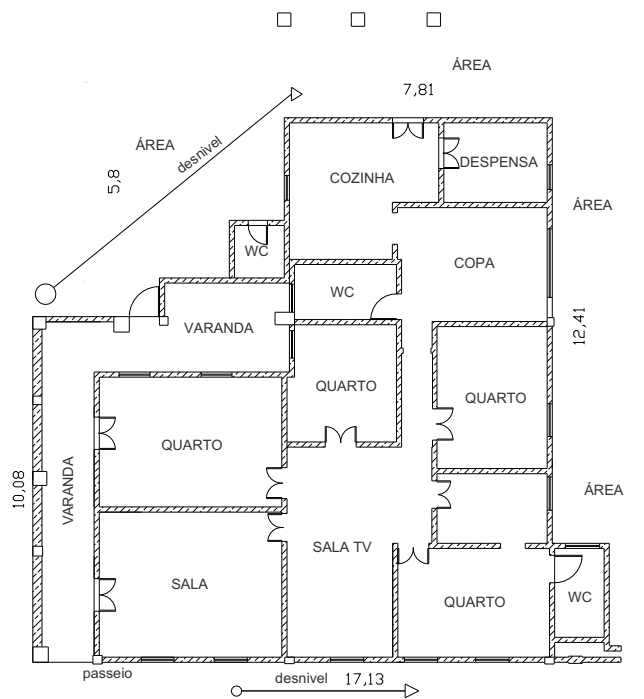 ÁREA
7,81
ÁREA
desnivel
5,8
COZINHA
DESPENSA
ÁREA
WC
COPA
WC
VARANDA
12,41
QUARTO
QUARTO
QUARTO
10,08
VARANDA
ÁREA
SALA TV
SALA
QUARTO
WC
passeio
desnivel
17,13